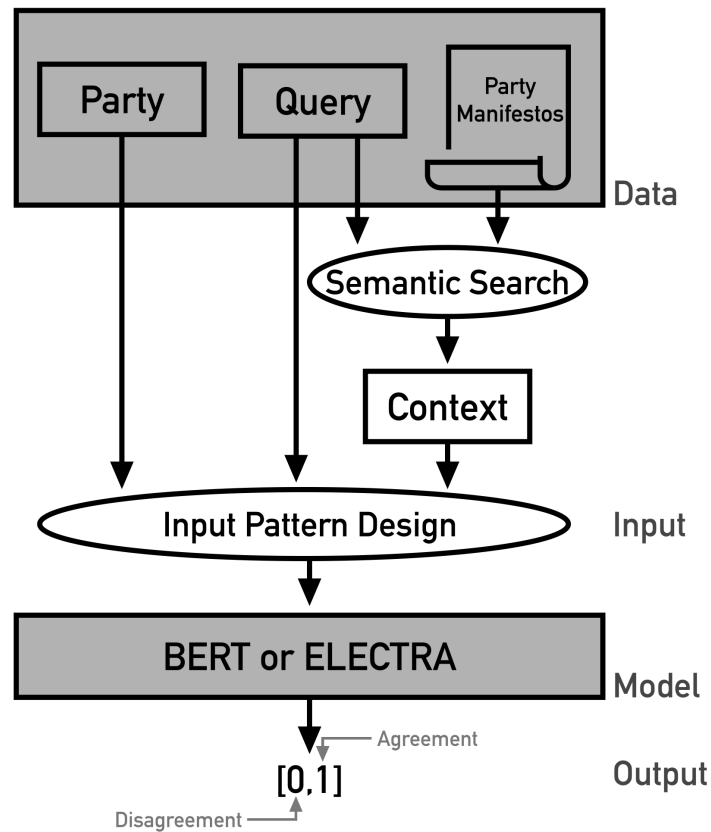 Party
Query
Party
Manifestos
Data
Semantic Search
Context
Input Pattern Design
Input
BERT or ELECTRA
Model
Agreement
[0,1]
Output
Disagreement